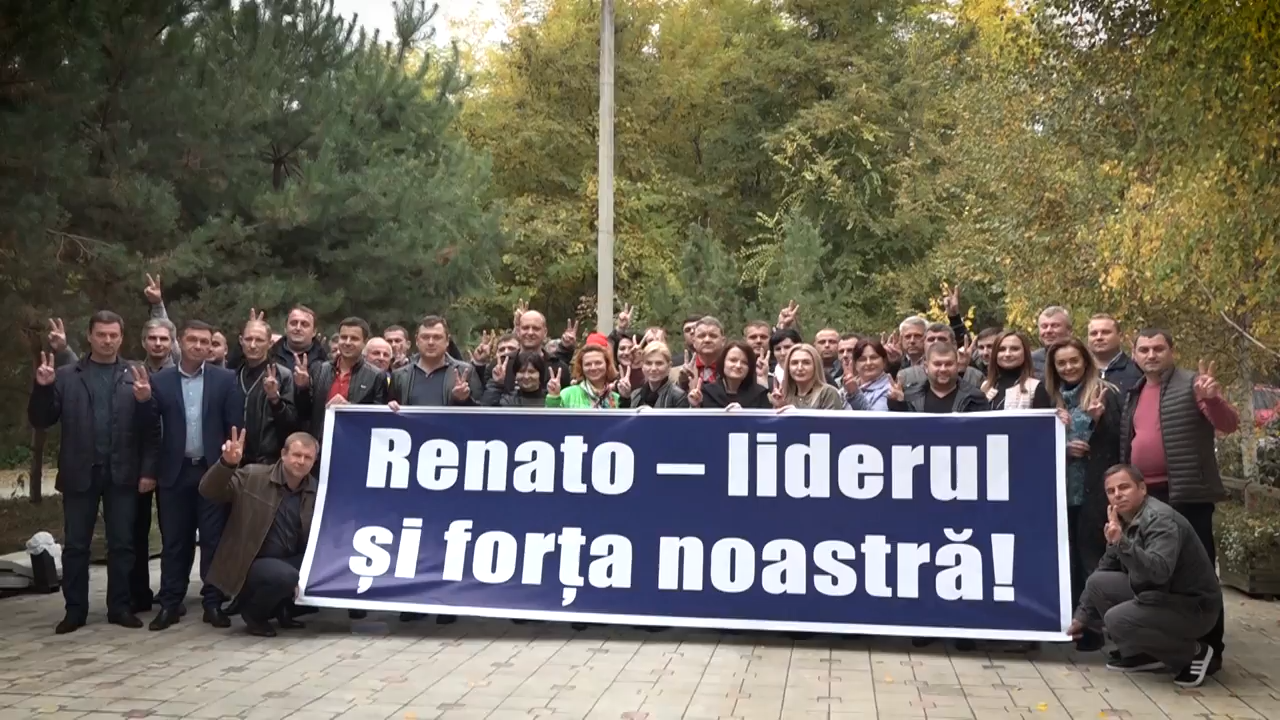 Renato – liderul
și forța noastră!